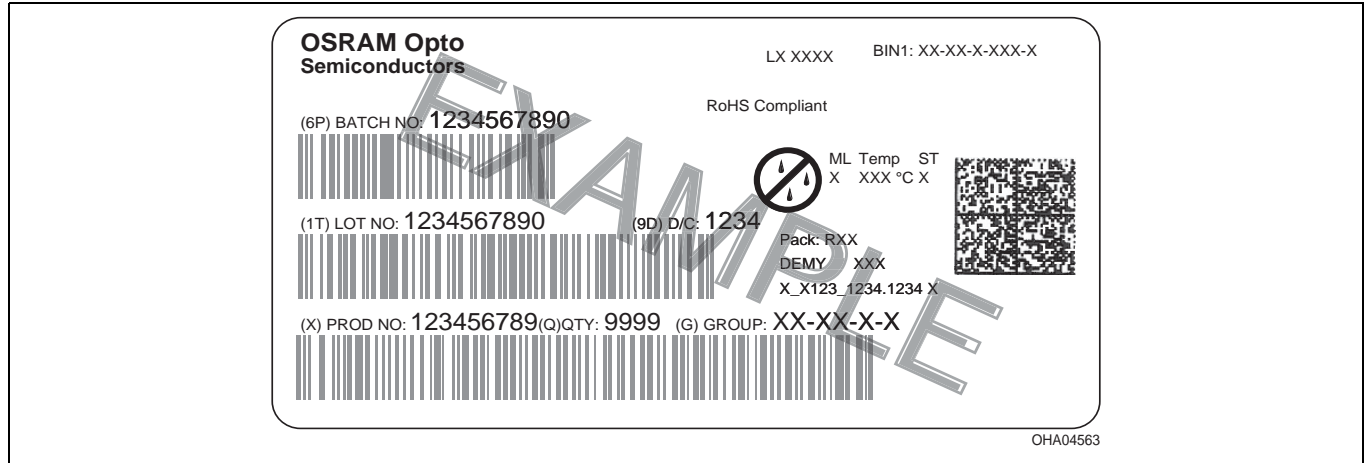 OSRAM Opto
Semiconductors
LX XXXX
BIN1: XX-XX-X-XXX-X
RoHS Compliant
(6P) BATCH NO: 1234567890
ML Temp ST
X XXX °C X
(1T) LOT NO: 1234567890 (9D) D/C: 1234
Pack: RXX
DEMY XXX
X_X123_1234.1234 X
(X) PROD NO: 123456789(Q)QTY: 9999 (G) GROUP: XX-XX-X-X
EXAMPLE
OHA04563